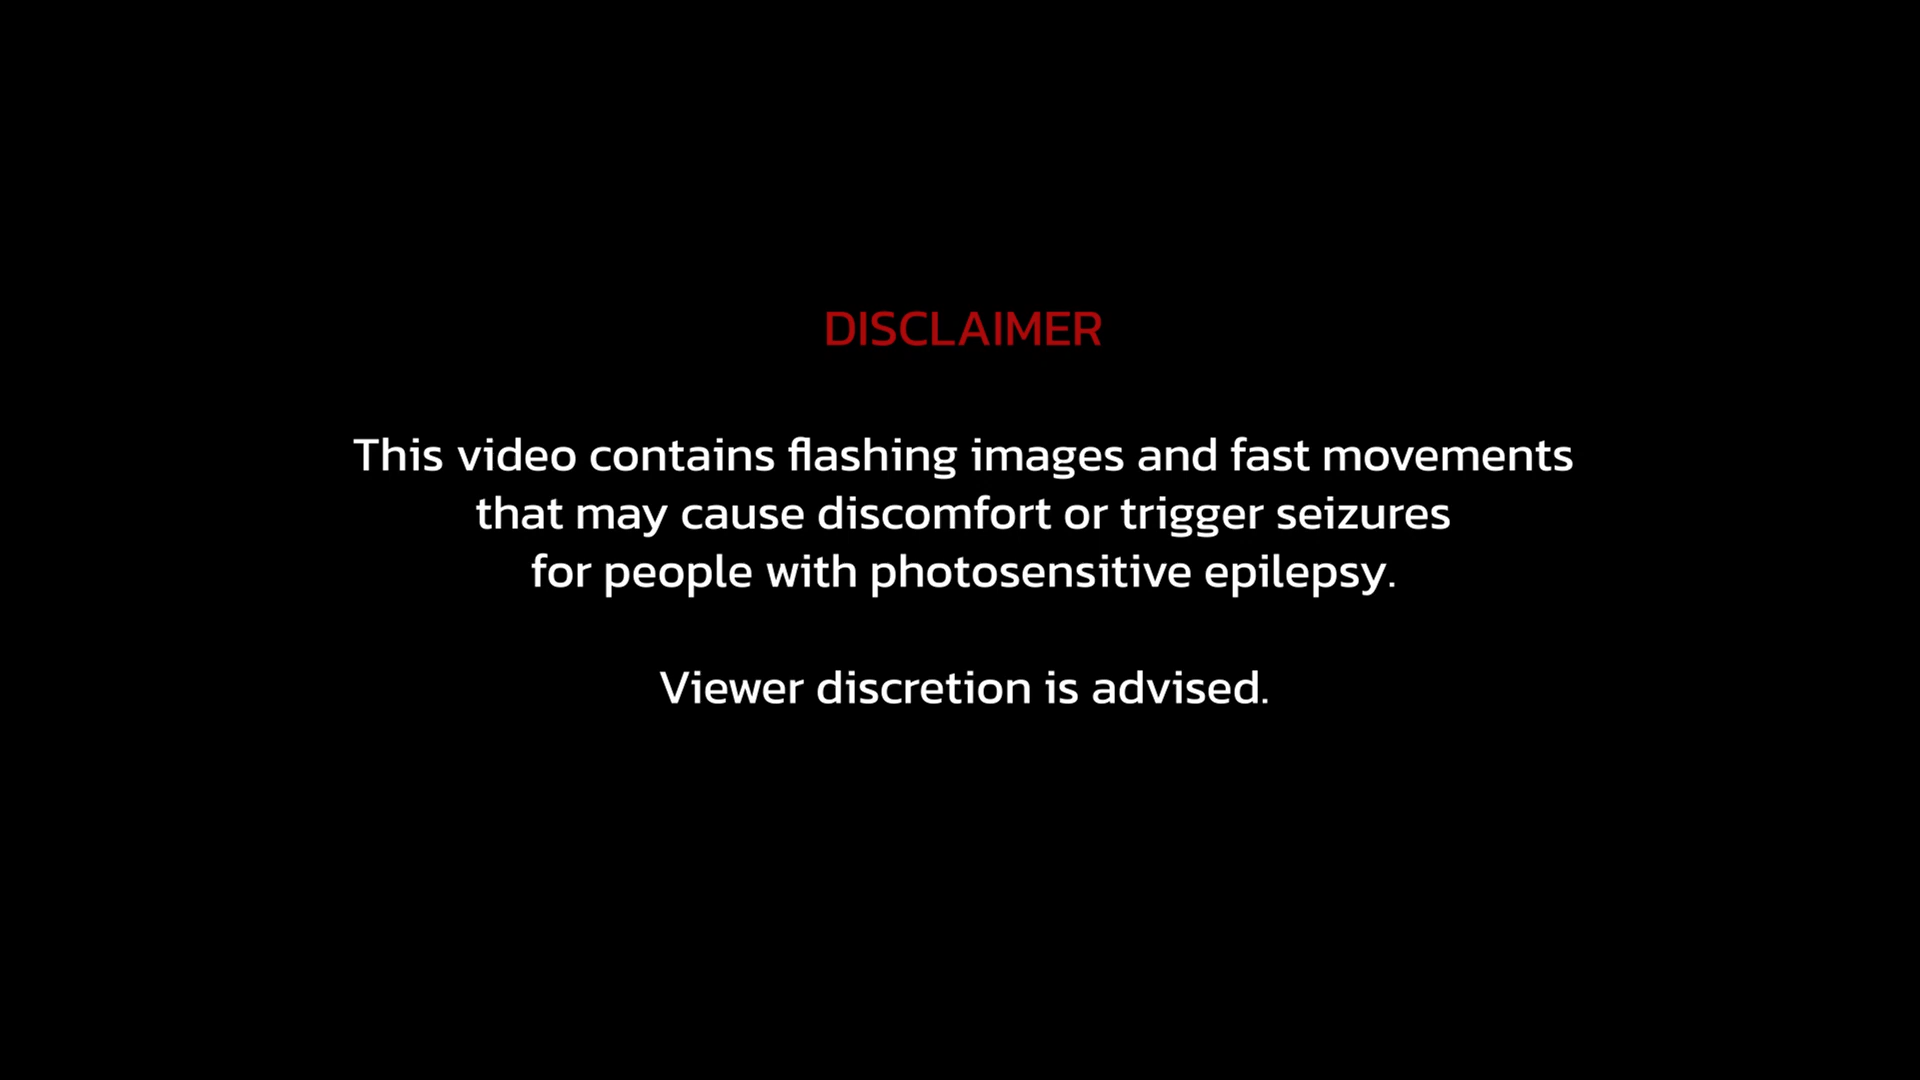 DISCLAIMER
This video contains flashing images and fast movements
that may cause discomfort or trigger seizures
for people with photosensitive epilepsy.
Viewer discretion is advised.